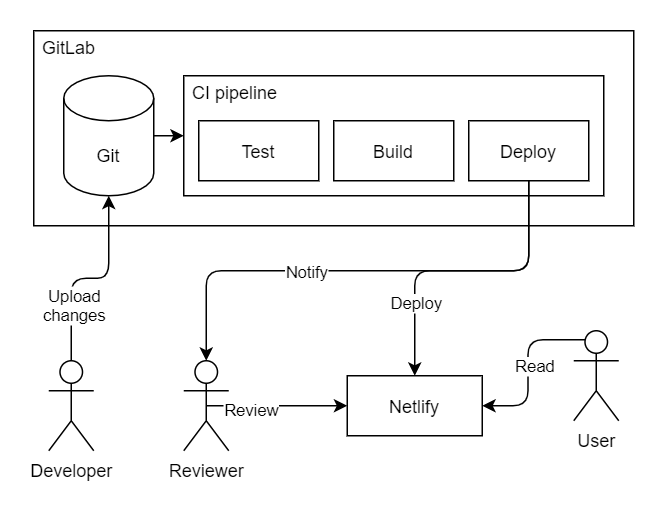 GitLab
CI pipeline
Git
Test
Build
Deploy
Notify
Upload
changes
Deploy
Read
Review
Netlify
User
Developer
Reviewer